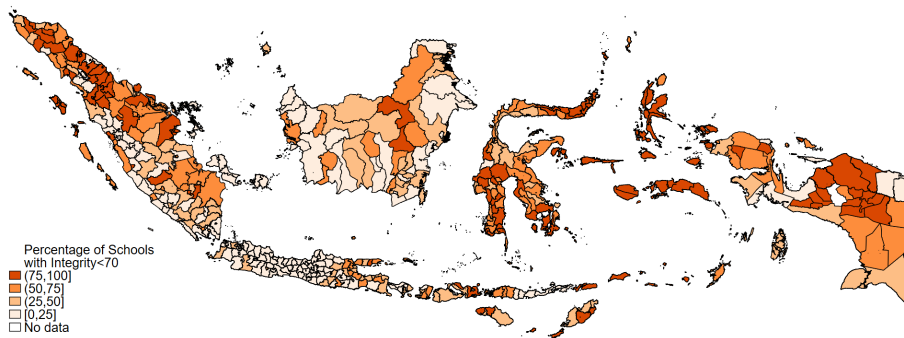 Percentage of Schools
with Integrity<70
(75,100]
(50,75]
(25,50]
[0,25]
No data